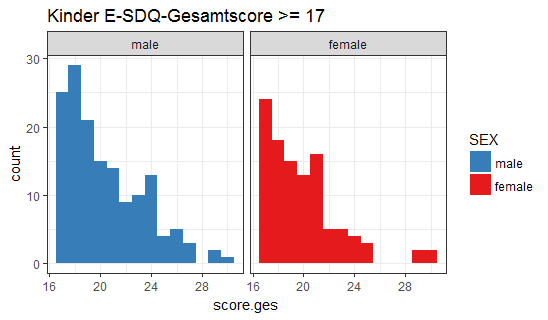 Kinder E-SDQ-Gesamtscore >= 17
male
female
30
20
10
0
count
16
20
24
28
16
20
24
28
score.ges
SEX
male
female